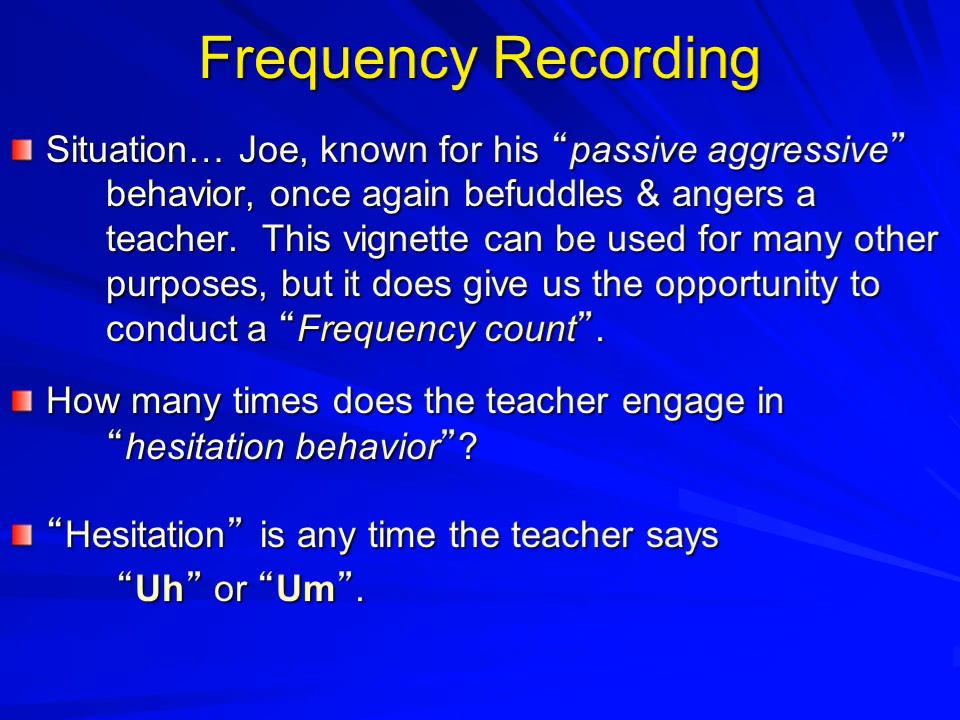 Frequency Recording
Situation… Joe, known for his “passive aggressive”
behavior, once again befuddles & angers a
teacher. This vignette can be used for many other
purposes, but it does give us the opportunity to
conduct a “Frequency count”.
How many times does the teacher engage in
“hesitation behavior”?
“Hesitation” is any time the teacher says
“Uh” or “Um”.